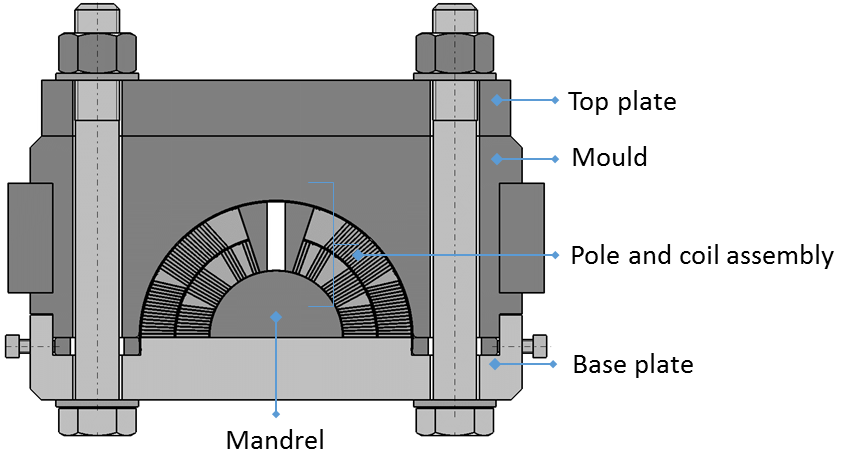 Top plate
Mould
Pole and coil assembly
Base plate
Mandrel